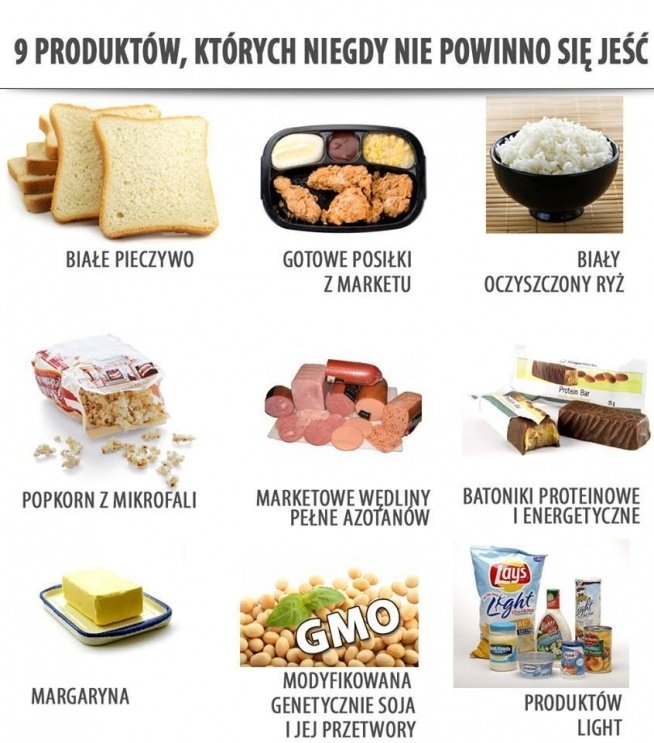 9 PRODUKTÓW, KTÓRYCH NIEGDY NIE POWINNO SIĘ JEŚĆ
BIAŁE PIECZYWO
GOTOWE POSIŁKI
Z MARKETU
BIAŁY
OCZYSZCZONY RYŻ
POPKORN Z MIKROFALI
MARKETOWE WĘDLINY
PEŁNE AZOTANÓW
Protein Bar
BATONIKI PROTEINOWE
I ENERGETYCZNE
MARGARYNA
GMO
MODYFIKOWANA
GENETYCZNIE SOJA
I JEJ PRZETWORY
Lay's
Light
PRODUKTÓW
LIGHT